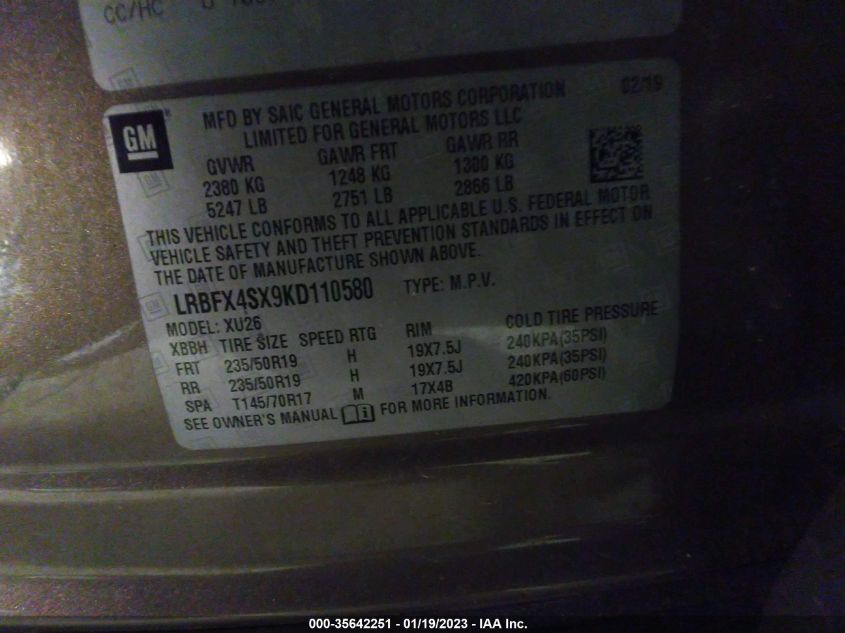 CC/HC
GM
MFD BY SAIC GENERAL MOTORS CORPORATION 02/19
LIMITED FOR GENERAL MOTORS LLC
GVWR GAWR FRT GAWR RR
2380 KG 1248 KG 1300 KG
5247 LB 2751 LB 2866 LB
THIS VEHICLE CONFORMS TO ALL APPLICABLE U.S. FEDERAL MOTOR
VEHICLE SAFETY AND THEFT PREVENTION STANDARDS IN EFFECT ON
THE DATE OF MANUFACTURE SHOWN ABOVE.
LRBFX4SX9KD110580 TYPE: M.P.V.
MODEL: XU26
XBBH TIRE SIZE SPEED RTG RIM COLD TIRE PRESSURE
FRT 235/50R19 H 19X7.5J 240KPA(35PSI)
RR 235/50R19 H 19X7.5J 240KPA(35PSI)
SPA T145/70R17 M 17X4B 420KPA(60PSI)
SEE OWNER'S MANUAL FOR MORE INFORMATION.
000-35642251 - 01/19/2023 - IAA Inc.